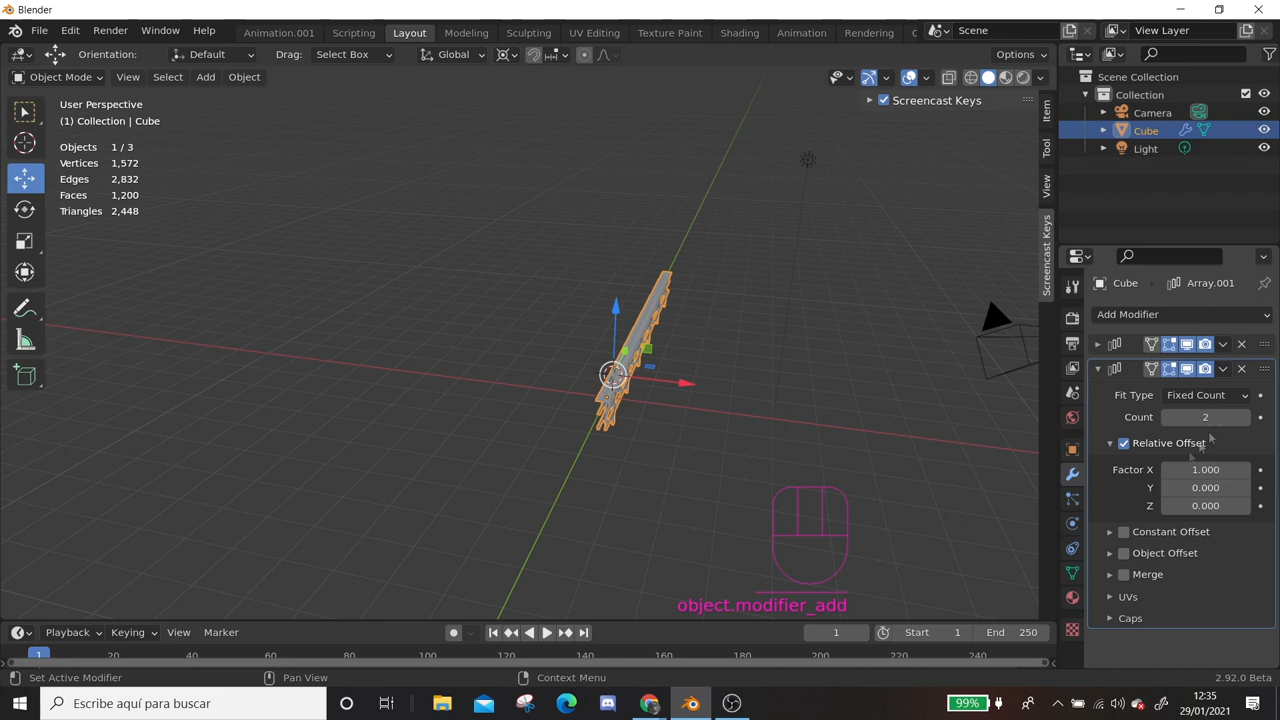 Blender
File Edit Render Window Help Animation.001 Scripting Layout Modeling Sculpting UV Editing Texture Paint Shading Animation Rendering C Scene View Layer
Orientation: Default Drag: Select Box Global Options
Object Mode View Select Add Object
User Perspective
(1) Collection | Cube
Objects 1 / 3
Vertices 1,572
Edges 2,832
Faces 1,200
Triangles 2,448
Screencast Keys
Item
Tool
View
Screencast Keys
Scene Collection
Collection
Camera
Cube
Light
Cube Array.001
Add Modifier
Fit Type Fixed Count
Count 2
Relative Offset
Factor X 1.000
Y 0.000
Z 0.000
Constant Offset
Object Offset
Merge
UVs
Caps
object.modifier_add
Playback Keying View Marker 1 Start 1 End 250
1 20 60 80 100 120 140 160 180 200 220 240
Set Active Modifier Pan View Context Menu 2.92.0 Beta
Escribe aquí para buscar 99% 12:35
29/01/2021